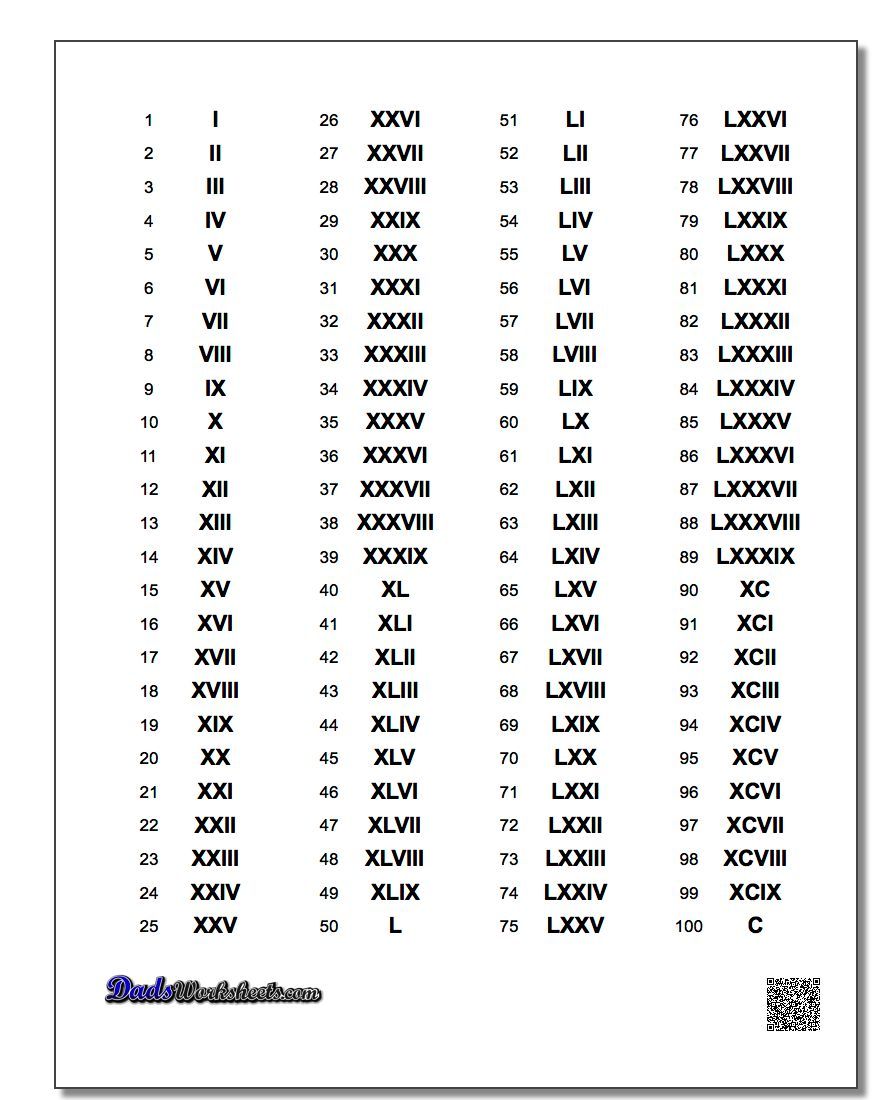 1 I 26 XXVI 51 LI 76 LXXVI
2 II 27 XXVII 52 LII 77 LXXVII
3 III 28 XXVIII 53 LIII 78 LXXVIII
4 IV 29 XXIX 54 LIV 79 LXXIX
5 V 30 XXX 55 LV 80 LXXX
6 VI 31 XXXI 56 LVI 81 LXXXI
7 VII 32 XXXII 57 LVII 82 LXXXII
8 VIII 33 XXXIII 58 LVIII 83 LXXXIII
9 IX 34 XXXIV 59 LIX 84 LXXXIV
10 X 35 XXXV 60 LX 85 LXXXV
11 XI 36 XXXVI 61 LXI 86 LXXXVI
12 XII 37 XXXVII 62 LXII 87 LXXXVII
13 XIII 38 XXXVIII 63 LXIII 88 LXXXVIII
14 XIV 39 XXXIX 64 LXIV 89 LXXXIX
15 XV 40 XL 65 LXV 90 XC
16 XVI 41 XLI 66 LXVI 91 XCI
17 XVII 42 XLII 67 LXVII 92 XCII
18 XVIII 43 XLIII 68 LXVIII 93 XCIII
19 XIX 44 XLIV 69 LXIX 94 XCIV
20 XX 45 XLV 70 LXX 95 XCV
21 XXI 46 XLVI 71 LXXI 96 XCVI
22 XXII 47 XLVII 72 LXXII 97 XCVII
23 XXIII 48 XLVIII 73 LXXIII 98 XCVIII
24 XXIV 49 XLIX 74 LXXIV 99 XCIX
25 XXV 50 L 75 LXXV 100 C
DadsWorksheets.com